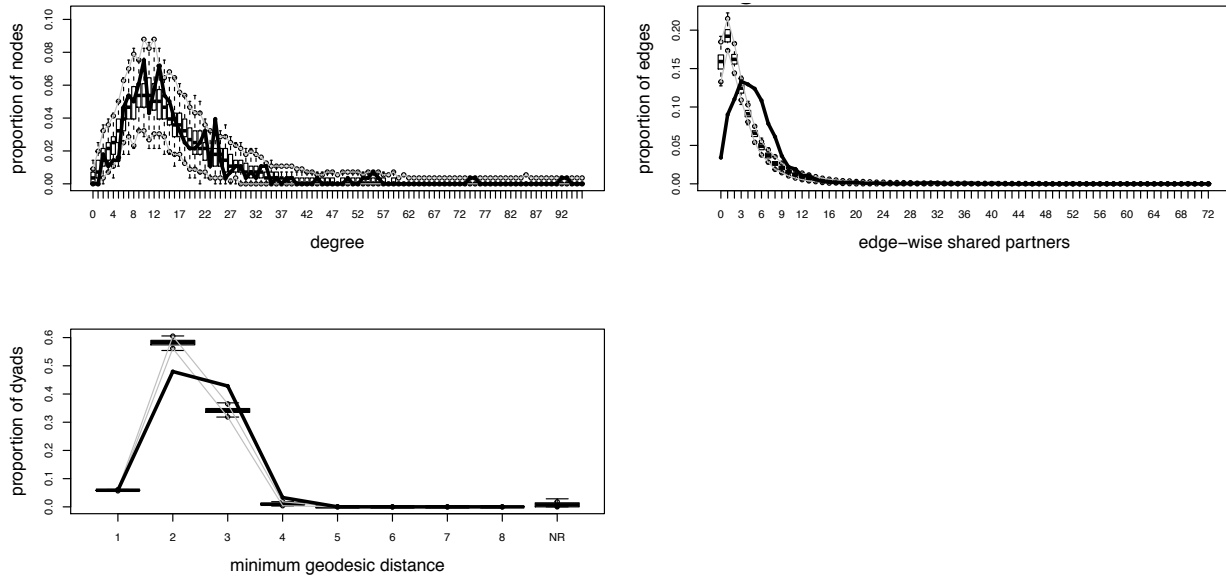 0.10
0.08
0.06
0.04
0.02
0.00
proportion of nodes
0 4 8 12 17 22 27 32 37 42 47 52 57 62 67 72 77 82 87 92
degree
0.20
0.15
0.10
0.05
0.00
proportion of edges
0 3 6 9 12 16 20 24 28 32 36 40 44 48 52 56 60 64 68 72
edge−wise shared partners
0.6
0.5
0.4
0.3
0.2
0.1
0.0
proportion of dyads
1 2 3 4 5 6 7 8 NR
minimum geodesic distance